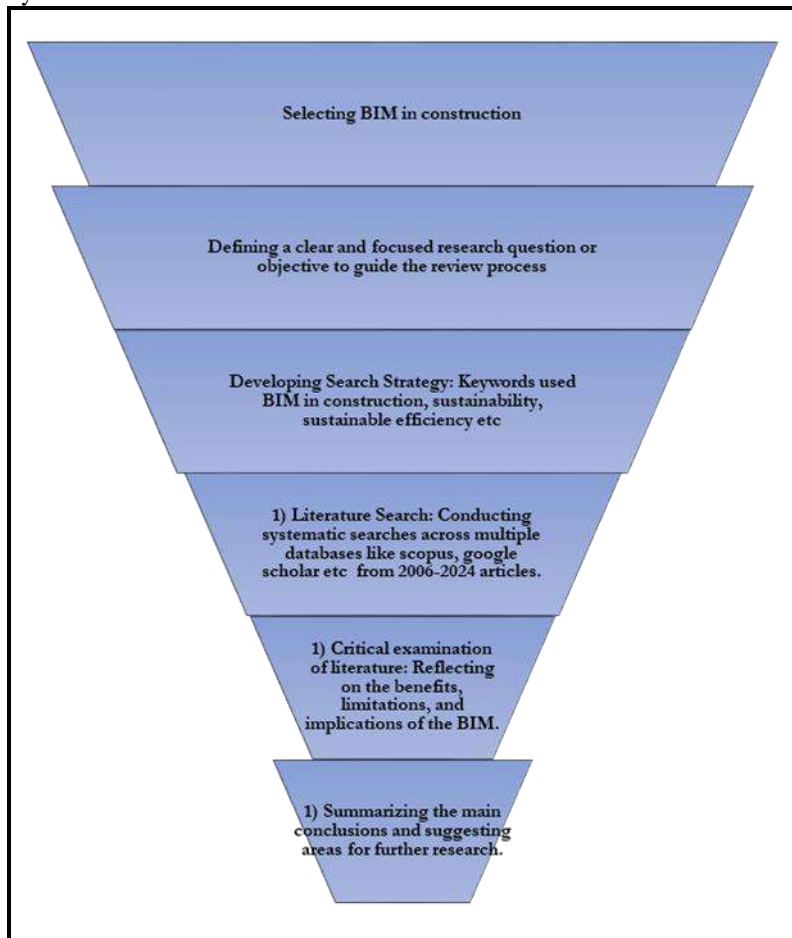 Selecting BIM in construction
Defining a clear and focused research question or
objective to guide the review process
Developing Search Strategy: Keywords used
BIM in construction, sustainability,
sustainable efficiency etc
1) Literature Search: Conducting
systematic searches across multiple
databases like scopus, google
scholar etc  from 2006-2024 articles.
1) Critical examination
of literature: Reflecting
on the benefits,
limitations, and
implications of the BIM.
1) Summarizing the main
conclusions and suggesting
areas for further research.